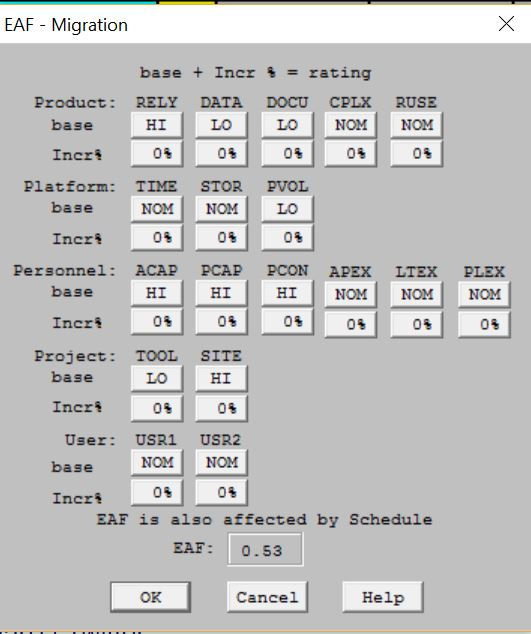 EAF - Migration
base + Incr % = rating
Product: RELY DATA DOCU CPLX RUSE
base HI LO LO NOM NOM
Incr% 0% 0% 0% 0% 0%
Platform: TIME STOR PVOL
base NOM NOM LO
Incr% 0% 0% 0%
Personnel: ACAP PCAP PCON APEX LTEX PLEX
base HI HI HI NOM NOM NOM
Incr% 0% 0% 0% 0% 0% 0%
Project: TOOL SITE
base LO HI
Incr% 0% 0%
User: USR1 USR2
base NOM NOM
Incr% 0% 0%
EAF is also affected by Schedule
EAF: 0.53
OK Cancel Help